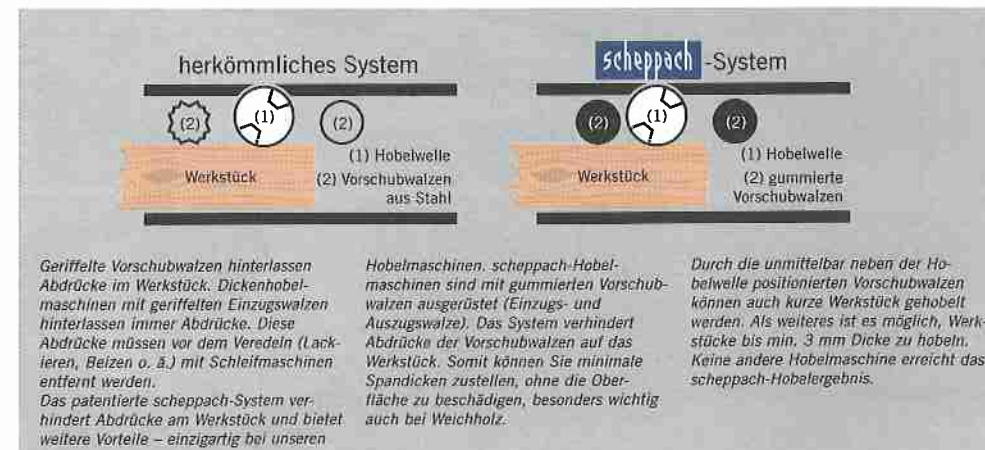 herkömmliches System
(2)
(1)
(2)
Werkstück
(1) Hobelwelle
(2) Vorschubwalzen
aus Stahl
scheppach -System
(2)
(1)
(2)
Werkstück
(1) Hobelwelle
(2) gummierte
Vorschubwalzen
Geriffelte Vorschubwalzen hinterlassen
Abdrücke im Werkstück. Dickenhobel-
maschinen mit geriffelten Einzugswalzen
hinterlassen immer Abdrücke. Diese
Abdrücke müssen vor dem Veredeln (Lack-
ieren, Beizen o. ä.) mit Schleifmaschinen
entfernt werden.
Das patentierte scheppach-System ver-
hindert Abdrücke am Werkstück und bietet
weitere Vorteile – einzigartig bei unseren
Hobelmaschinen. scheppach-Hobel-
maschinen sind mit gummierten Vorschub-
walzen ausgerüstet (Einzugs- und
Auszugswalze). Das System verhindert
Abdrücke der Vorschubwalzen auf das
Werkstück. Somit können Sie minimale
Spandicken zustellen, ohne die Ober-
fläche zu beschädigen, besonders wichtig
auch bei Weichholz.
Durch die unmittelbar neben der Ho-
belwelle positionierten Vorschubwalzen
können auch kurze Werkstück gehobelt
werden. Als weiteres ist es möglich, Werk-
stücke bis min. 3 mm Dicke zu hobeln.
Keine andere Hobelmaschine erreicht das
scheppach-Hobelergebnis.